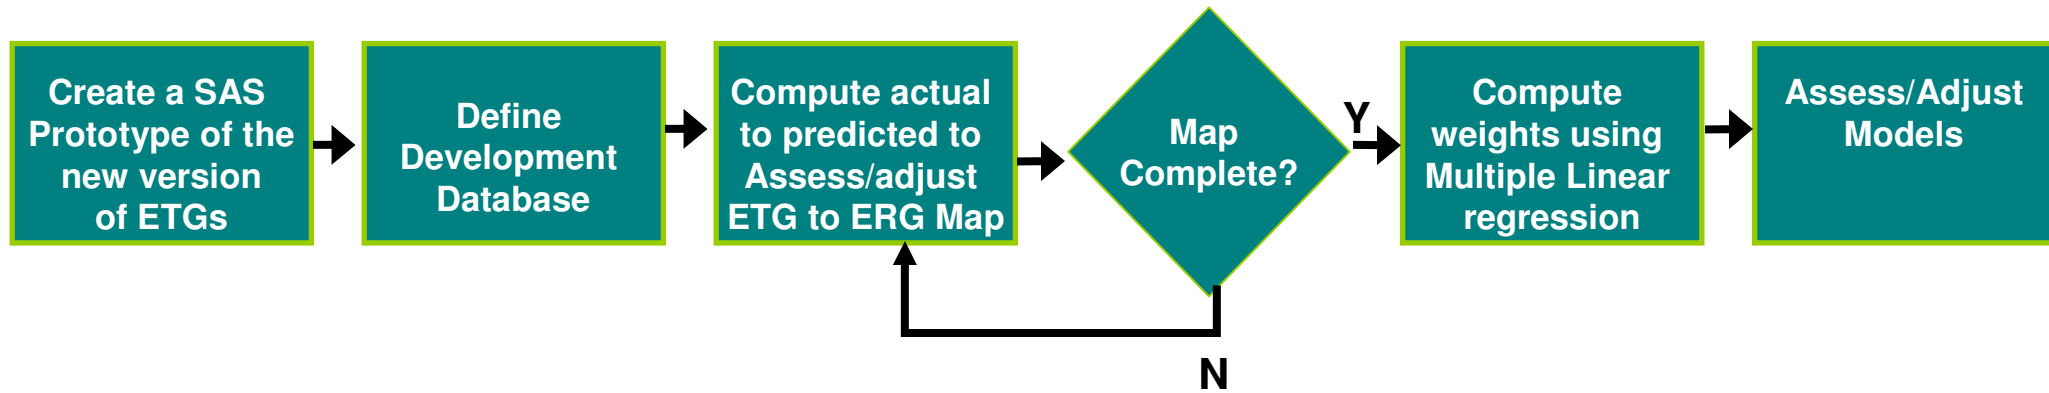 Create a SAS
Prototype of the
new version
of ETGs
Define
Development
Database
Compute actual
to predicted to
Assess/adjust
ETG to ERG Map
Map
Complete?
Y
N
Compute
weights using
Multiple Linear
regression
Assess/Adjust
Models